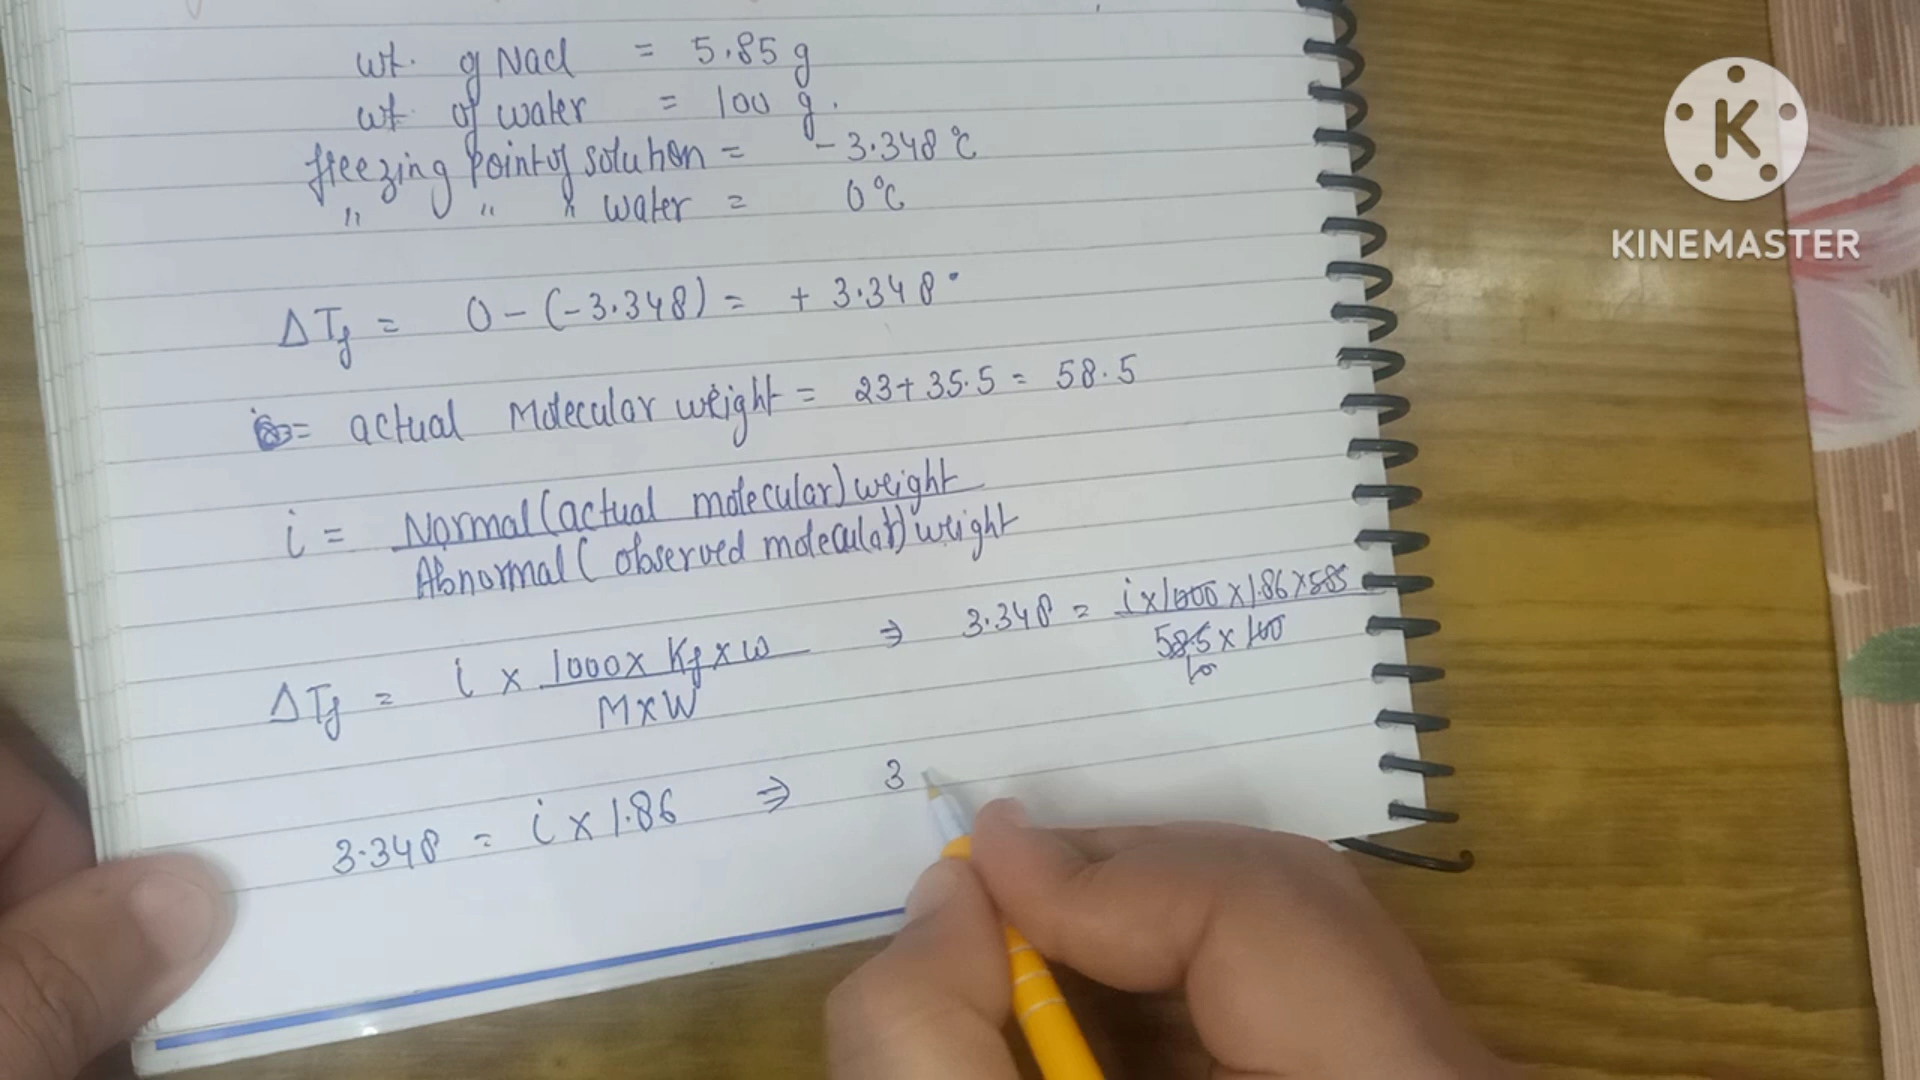 wt. of Nacl = 5.85 g
wt. of water = 100 g.
freezing point of solution = -3.348°C
" " " water = 0°C
K
KINEMASTER
ΔTf = 0-(-3.348) = + 3.348°
= actual Molecular weight = 23+35.5 = 58.5
i = Normal(actual molecular) weight
Abnormal( observed molecular) weight
ΔTf = i × 1000 × Kf × w / M×W ⇒ 3.348 = i×1000×1.86×585 / 58.5 × 100
10
3.348 = i × 1.86 ⇒ 3